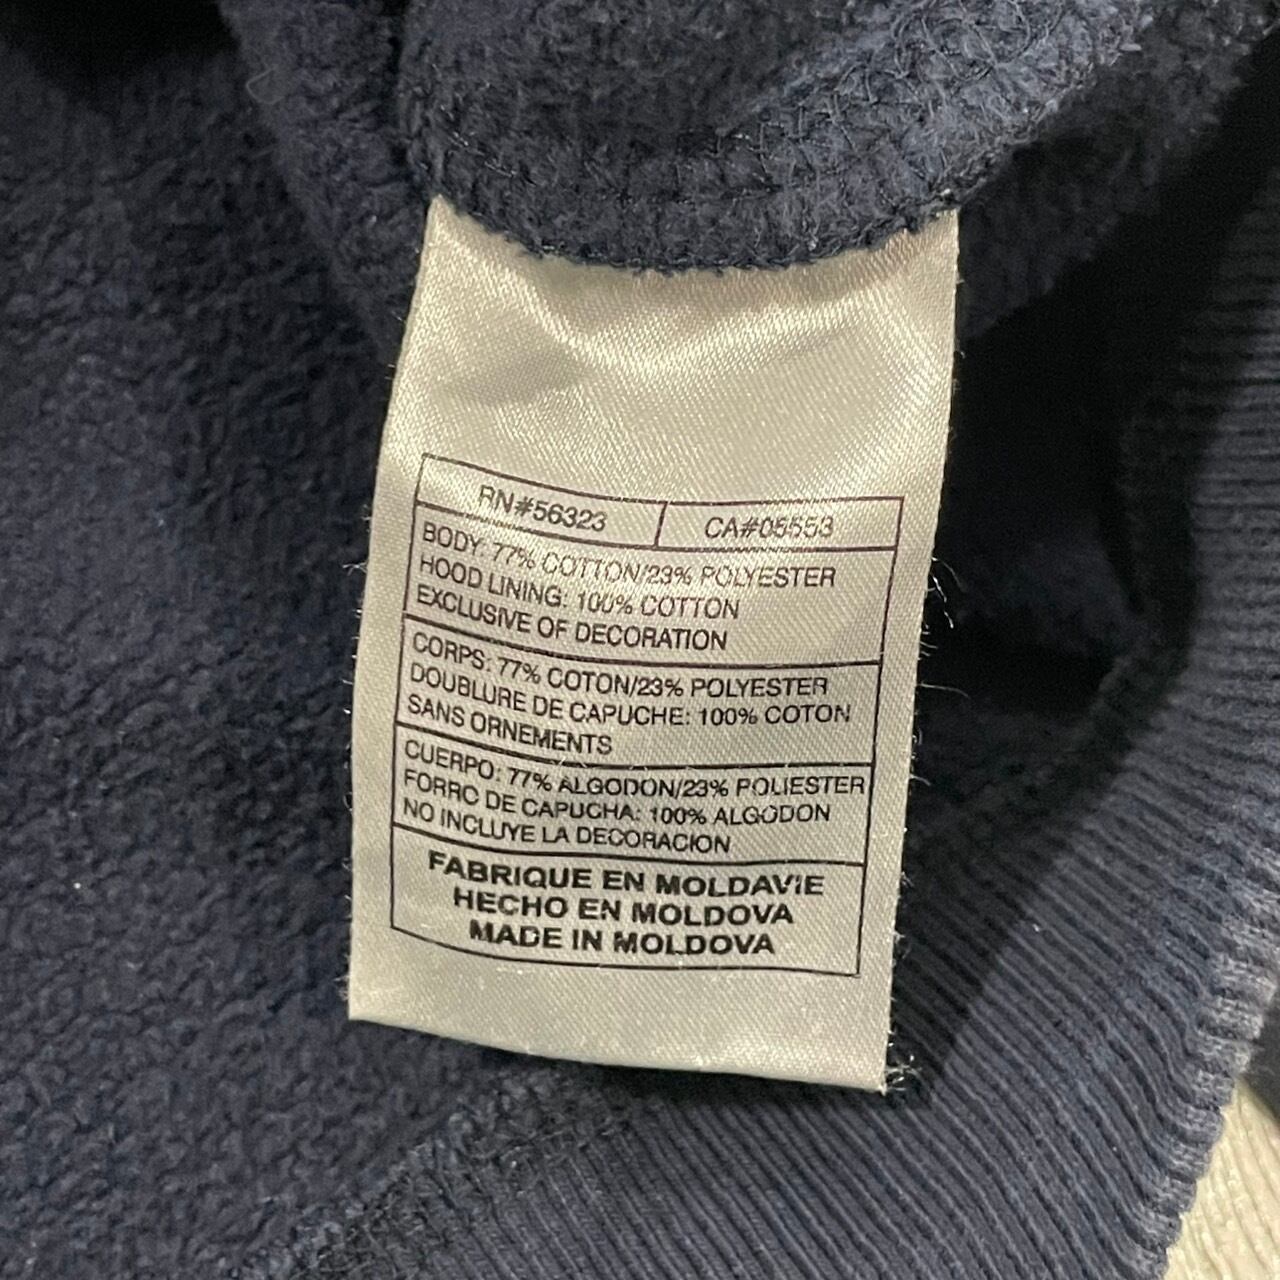 RN#56323 CA#05553
BODY: 77% COTTON/23% POLYESTER
HOOD LINING: 100% COTTON
EXCLUSIVE OF DECORATION
CORPS: 77% COTON/23% POLYESTER
DOUBLURE DE CAPUCHE: 100% COTON
SANS ORNEMENTS
CUERPO: 77% ALGODON/23% POLIESTER
FORRO DE CAPUCHA: 100% ALGODON
NO INCLUYE LA DECORACION
FABRIQUE EN MOLDAVIE
HECHO EN MOLDOVA
MADE IN MOLDOVA